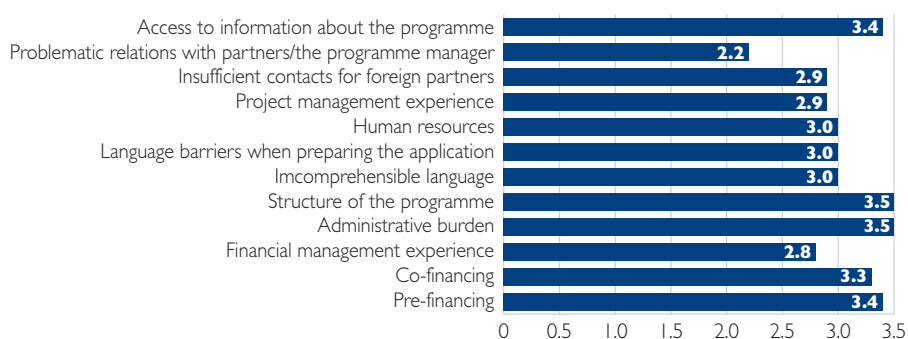 Access to information about the programme 3.4
Problematic relations with partners/the programme manager 2.2
Insufficient contacts for foreign partners 2.9
Project management experience 2.9
Human resources 3.0
Language barriers when preparing the application 3.0
Imcomprehensible language 3.0
Structure of the programme 3.5
Administrative burden 3.5
Financial management experience 2.8
Co-financing 3.3
Pre-financing 3.4
0 0.5 1.0 1.5 2.0 2.5 3.0 3.5